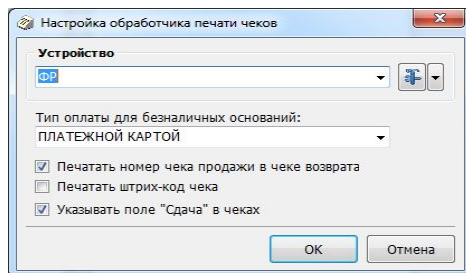 Настройка обработчика печати чеков
Устройство
ФР
Тип оплаты для безналичных оснований:
ПЛАТЕЖНОЙ КАРТОЙ
Печатать номер чека продажи в чеке возврата
Печатать штрих-код чека
Указывать поле "Сдача" в чеках
OK
Отмена